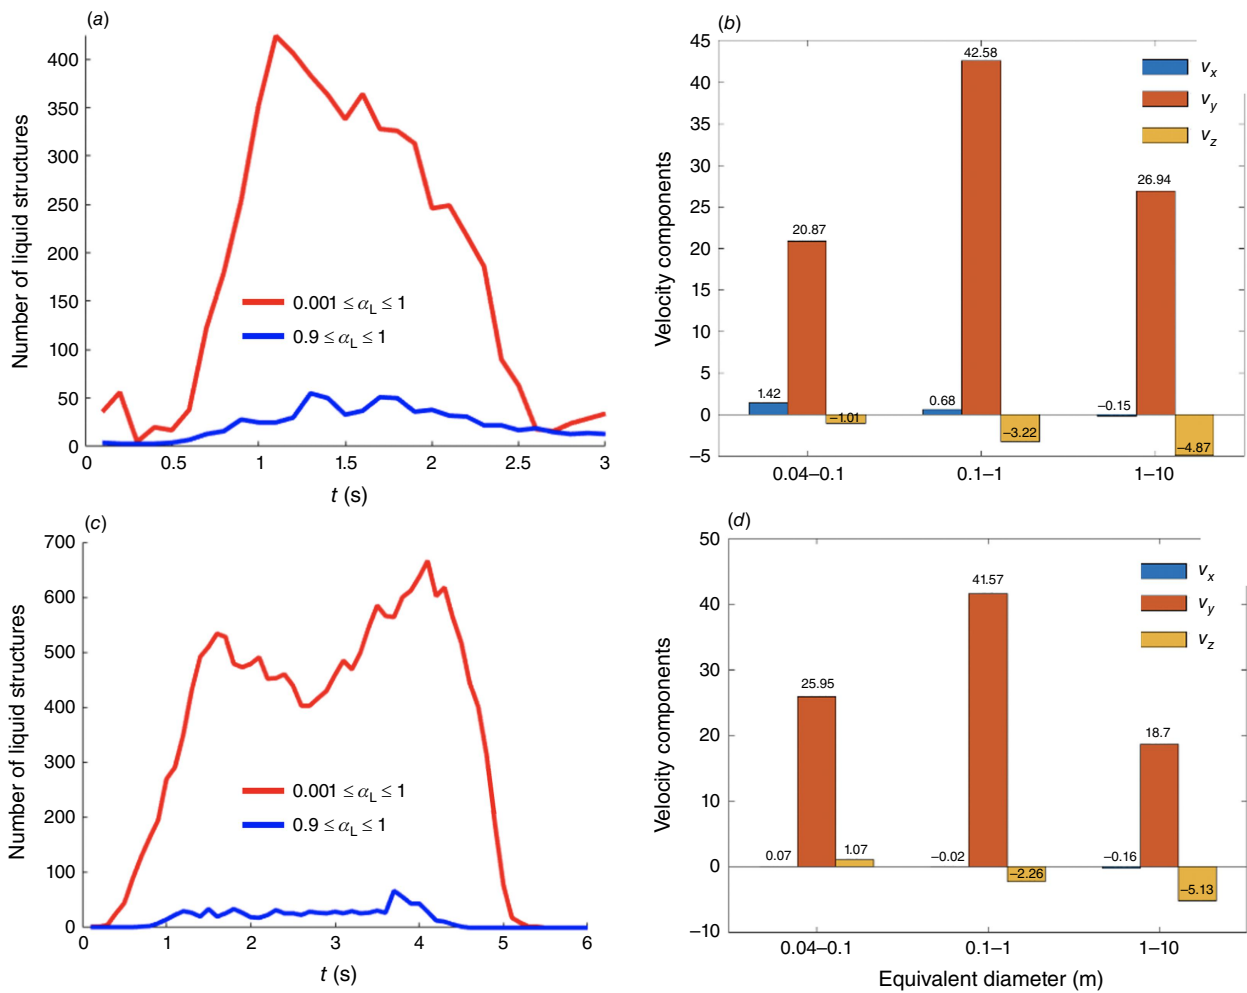 (a)
400
350
300
250
200
150
100
50
0
Number of liquid structures
0.001 ≤ αL ≤ 1
0.9 ≤ αL ≤ 1
0 0.5 1 1.5 2 2.5 3
t (s)
(b)
45
40
35
30
25
20
15
10
5
0
−5
Velocity components
vx
vy
vz
1.42 20.87 −1.01
0.68 42.58 −3.22
−0.15 26.94 −4.87
0.04–0.1 0.1–1 1–10
(c)
700
600
500
400
300
200
100
0
Number of liquid structures
0.001 ≤ αL ≤ 1
0.9 ≤ αL ≤ 1
0 1 2 3 4 5 6
t (s)
(d)
50
40
30
20
10
0
−10
Velocity components
vx
vy
vz
0.07 25.95 1.07
−0.02 41.57 −2.26
−0.16 18.7 −5.13
0.04–0.1 0.1–1 1–10
Equivalent diameter (m)